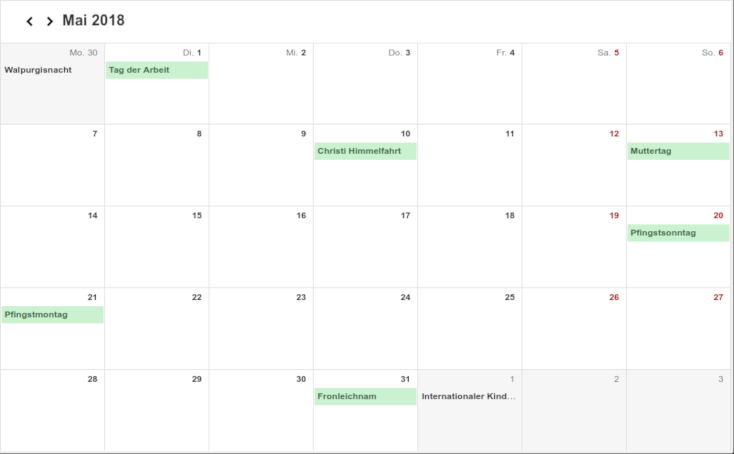 Mai 2018
Mo. 30 Di. 1 Mi. 2 Do. 3 Fr. 4 Sa. 5 So. 6
Walpurgisnacht Tag der Arbeit
7 8 9 10 11 12 13
Christi Himmelfahrt Muttertag
14 15 16 17 18 19 20
Pfingstsonntag
21 22 23 24 25 26 27
Pfingstmontag
28 29 30 31 1 2 3
Fronleichnam Internationaler Kind...